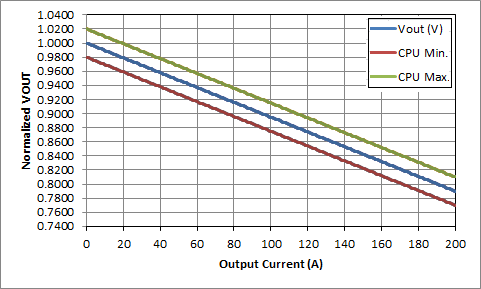 1.0400
1.0200
1.0000
0.9800
0.9600
0.9400
0.9200
0.9000
0.8800
0.8600
0.8400
0.8200
0.8000
0.7800
0.7600
0.7400
Normalized VOUT
Vout (V)
CPU Min.
CPU Max.
0 20 40 60 80 100 120 140 160 180 200
Output Current (A)